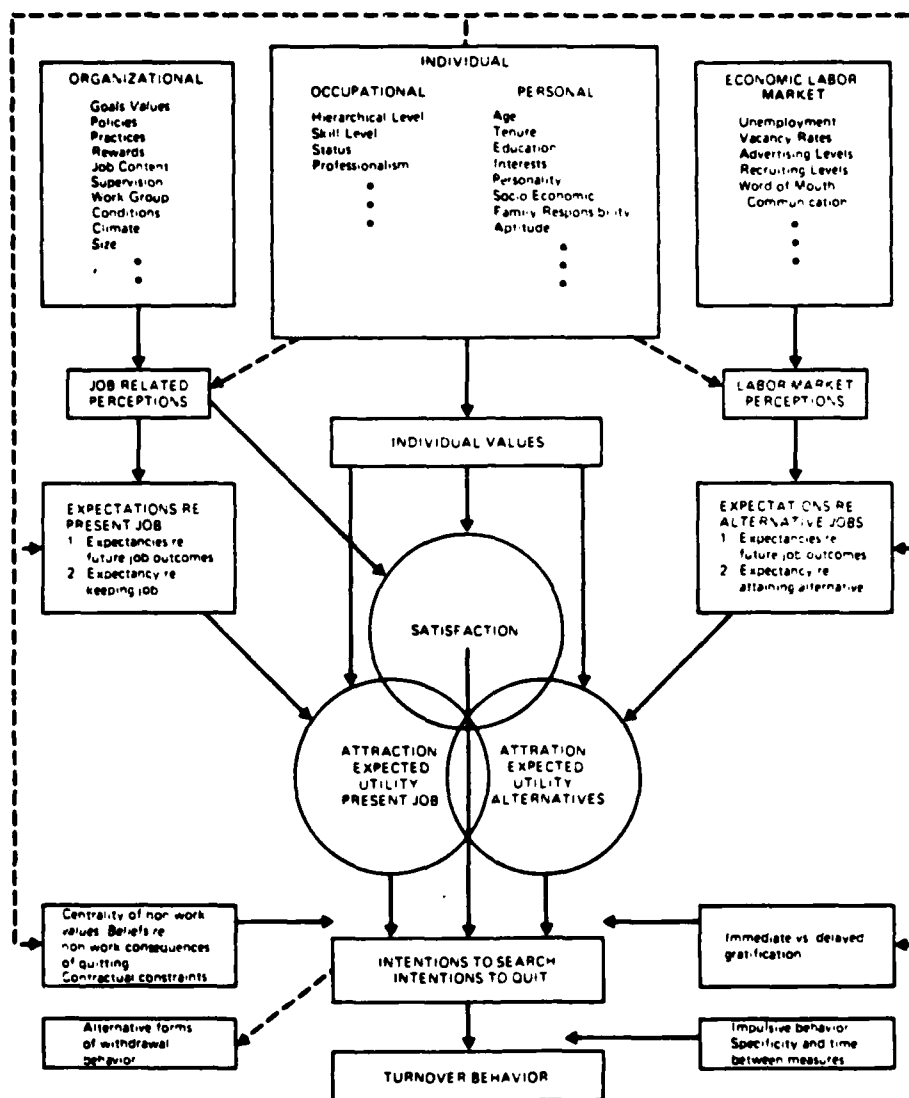 ORGANIZATIONAL
Goals Values
Policies
Practices
Rewards
Job Content
Supervision
Work Group
Conditions
Climate
Size
INDIVIDUAL
OCCUPATIONAL
Hierarchical Level
Skill Level
Status
Professionalism
PERSONAL
Age
Tenure
Education
Interests
Personality
Socio Economic
Family Responsibility
Aptitude
ECONOMIC LABOR
MARKET
Unemployment
Vacancy Rates
Advertising Levels
Recruiting Levels
Word of Mouth
Communication
JOB RELATED
PERCEPTIONS
LABOR MARKET
PERCEPTIONS
INDIVIDUAL VALUES
EXPECTATIONS RE
PRESENT JOB
1 Expectancies re
future job outcomes
2 Expectancy re
keeping job
EXPECTATIONS RE
ALTERNATIVE JOBS
1 Expectancies re
future job outcomes
2 Expectancy re
attaining alternative
SATISFACTION
ATTRACTION
EXPECTED
UTILITY
PRESENT JOB
ATTRATION
EXPECTED
UTILITY
ALTERNATIVES
Centrality of non work
values. Beliefs re
non work consequences
of quitting
Contractual constraints
INTENTIONS TO SEARCH
INTENTIONS TO QUIT
Immediate vs. delayed
gratification
Alternative forms
of withdrawal
behavior
Impulsive behavior
Specificity and time
between measures
TURNOVER BEHAVIOR